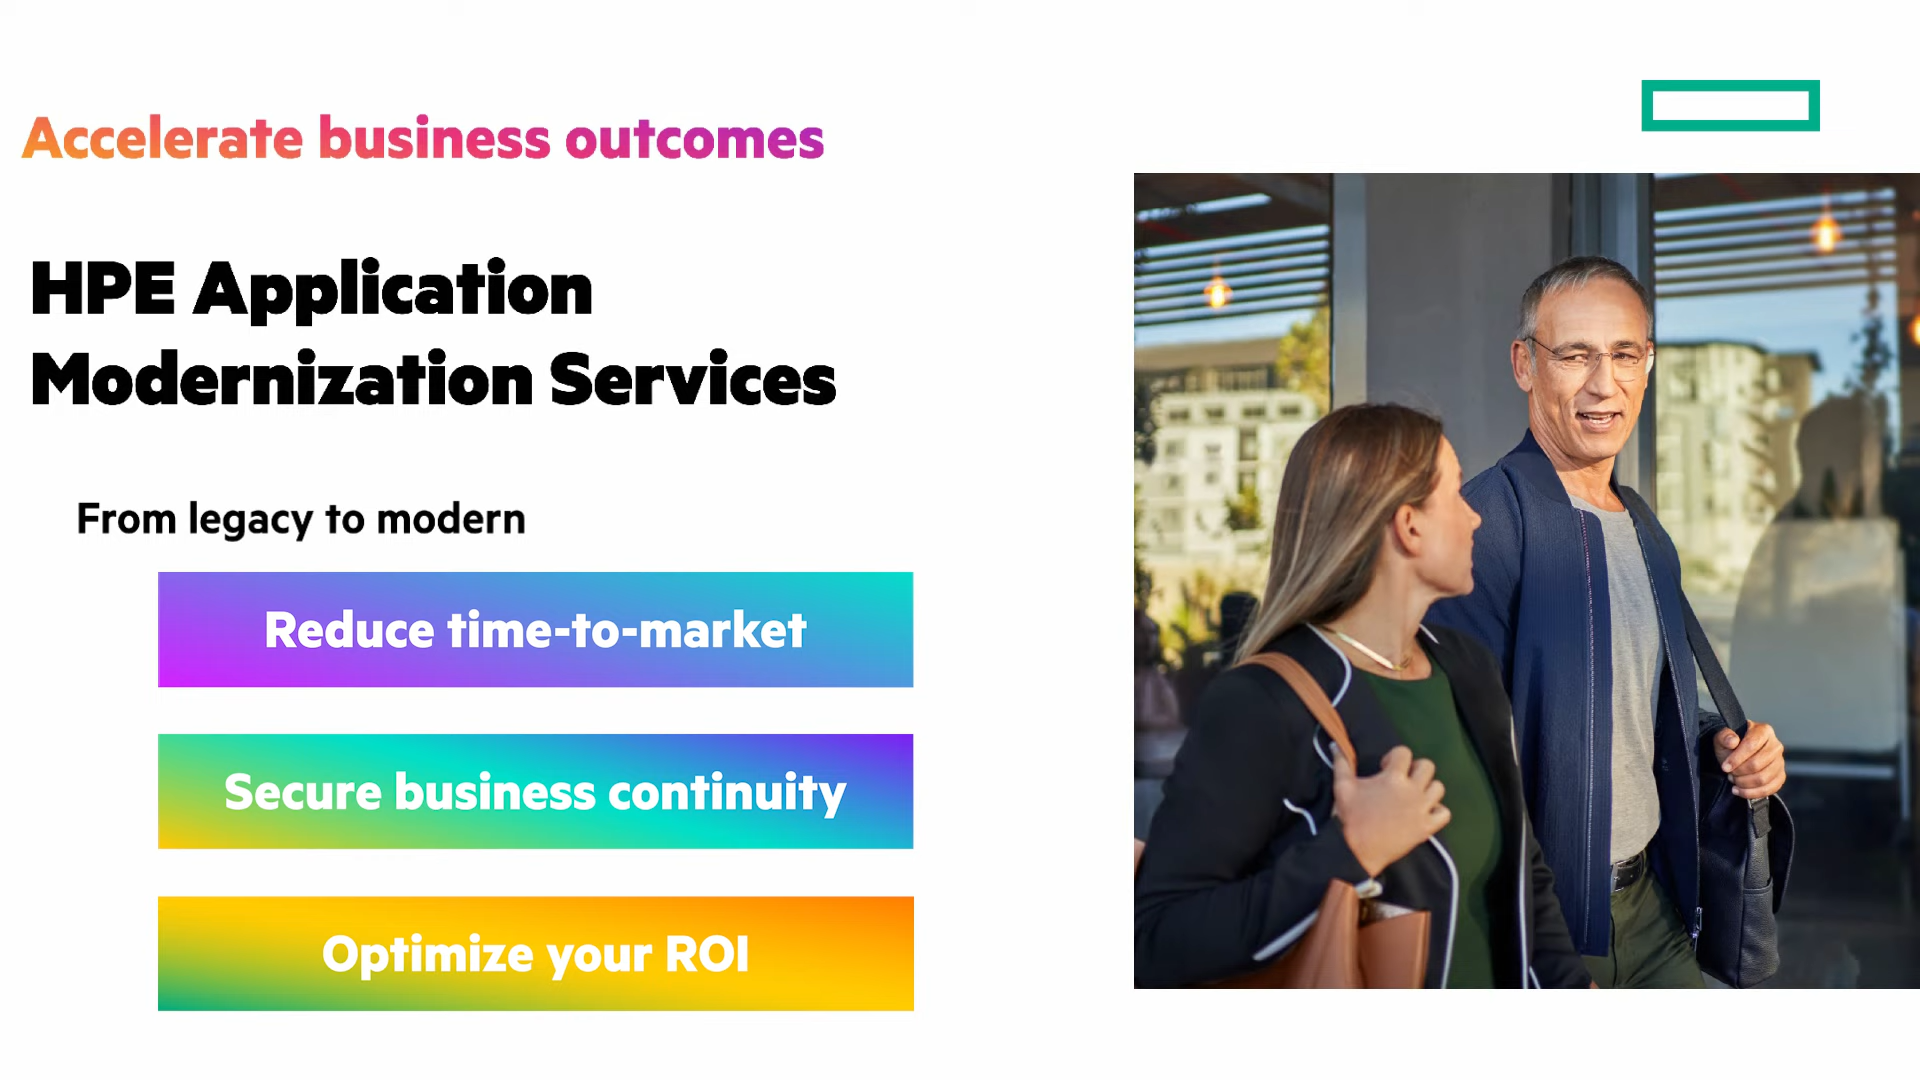 Accelerate business outcomes
HPE Application
Modernization Services
From legacy to modern
Reduce time-to-market
Secure business continuity
Optimize your ROI